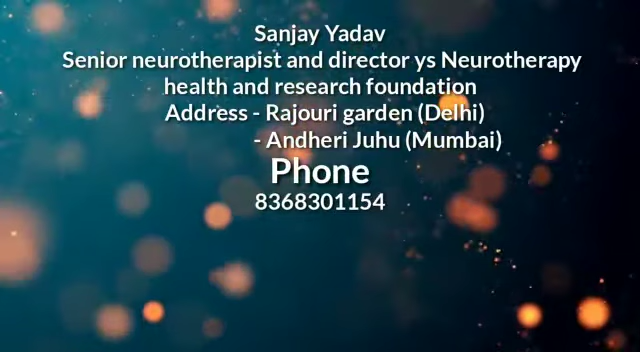 Sanjay Yadav
Senior neurotherapist and director ys Neurotherapy
health and research foundation
Address - Rajouri garden (Delhi)
- Andheri Juhu (Mumbai)
Phone
8368301154